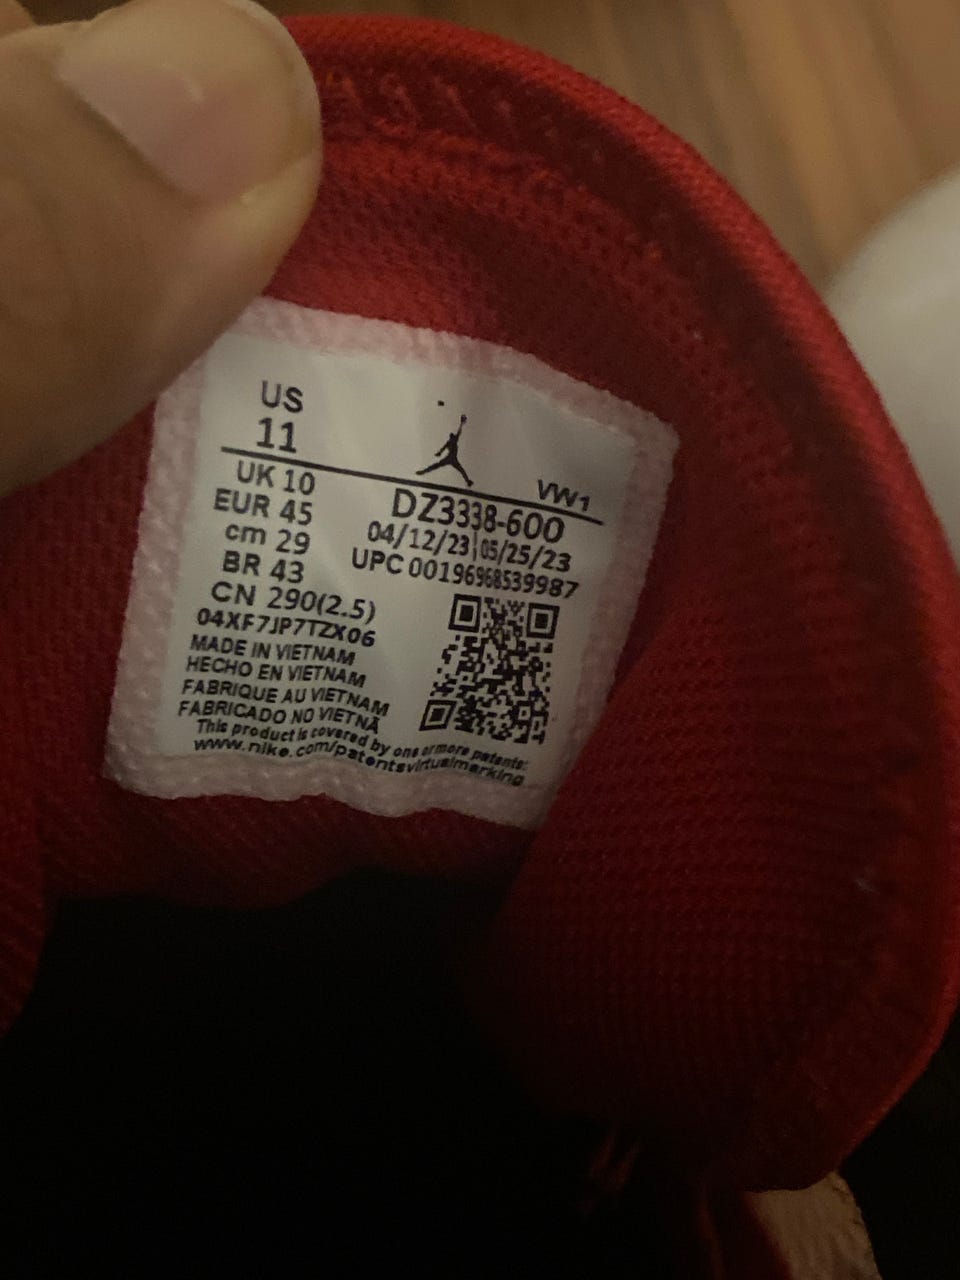 US
11
VW1
UK 10
DZ3338-600
EUR 45
04/12/23 05/25/23
cm 29
UPC 00196968539987
BR 43
CN 290(2.5)
04XF7JP7TZX06
MADE IN VIETNAM
HECHO EN VIETNAM
FABRIQUE AU VIETNAM
FABRICADO NO VIETNÃ
This product is covered by one or more patents:
www.nike.com/patentsvirtualmarking